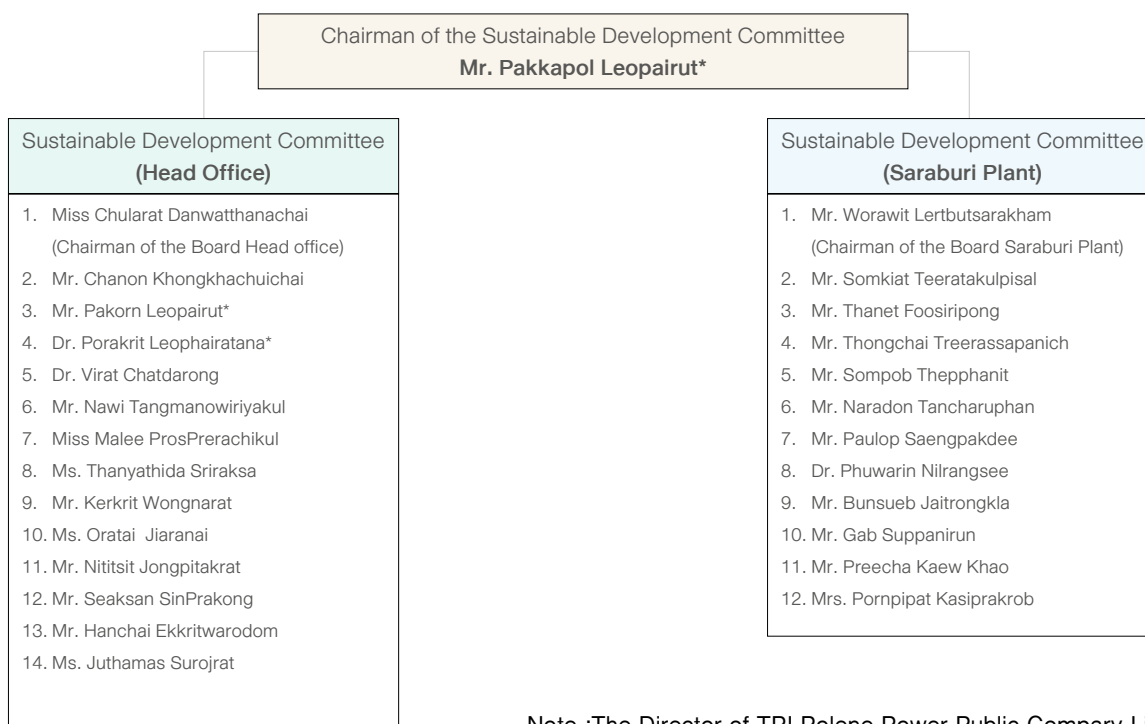 Chairman of the Sustainable Development Committee
Mr. Pakkapol Leopairut*
Sustainable Development Committee
(Head Office)
1. Miss Chularat Danwatthanachai
(Chairman of the Board Head office)
2. Mr. Chanon Khongkhachuichai
3. Mr. Pakorn Leopairut*
4. Dr. Porakrit Leophairatana*
5. Dr. Virat Chatdarong
6. Mr. Nawi Tangmanowiriyakul
7. Miss Malee ProsPrerachikul
8. Ms. Thanyathida Sriraksa
9. Mr. Kerkrit Wongnarat
10. Ms. Oratai Jiaranai
11. Mr. Nititsit Jongpitakrat
12. Mr. Seaksan SinPrakong
13. Mr. Hanchai Ekkritwarodom
14. Ms. Juthamas Surojrat
Sustainable Development Committee
(Saraburi Plant)
1. Mr. Worawit Lertbutsarakham
(Chairman of the Board Saraburi Plant)
2. Mr. Somkiat Teeratakulpisal
3. Mr. Thanet Foosiripong
4. Mr. Thongchai Treerassapanich
5. Mr. Sompob Thepphanit
6. Mr. Naradon Tancharuphan
7. Mr. Paulop Saengpakdee
8. Dr. Phuwarin Nilrangsee
9. Mr. Bunsueb Jaitrongkla
10. Mr. Gab Suppanirun
11. Mr. Preecha Kaew Khao
12. Mrs. Pornpipat Kasiprakrob
Note :The Director of TPI Polene Power Public Company